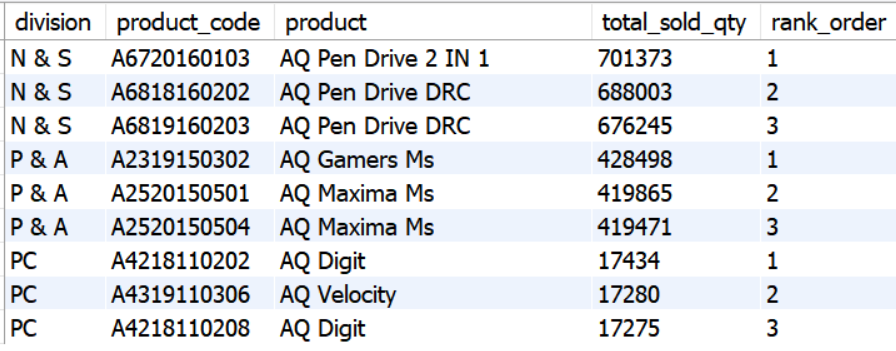 division product_code product total_sold_qty rank_order
N & S A6720160103 AQ Pen Drive 2 IN 1 701373 1
N & S A6818160202 AQ Pen Drive DRC 688003 2
N & S A6819160203 AQ Pen Drive DRC 676245 3
P & A A2319150302 AQ Gamers Ms 428498 1
P & A A2520150501 AQ Maxima Ms 419865 2
P & A A2520150504 AQ Maxima Ms 419471 3
PC A4218110202 AQ Digit 17434 1
PC A4319110306 AQ Velocity 17280 2
PC A4218110208 AQ Digit 17275 3